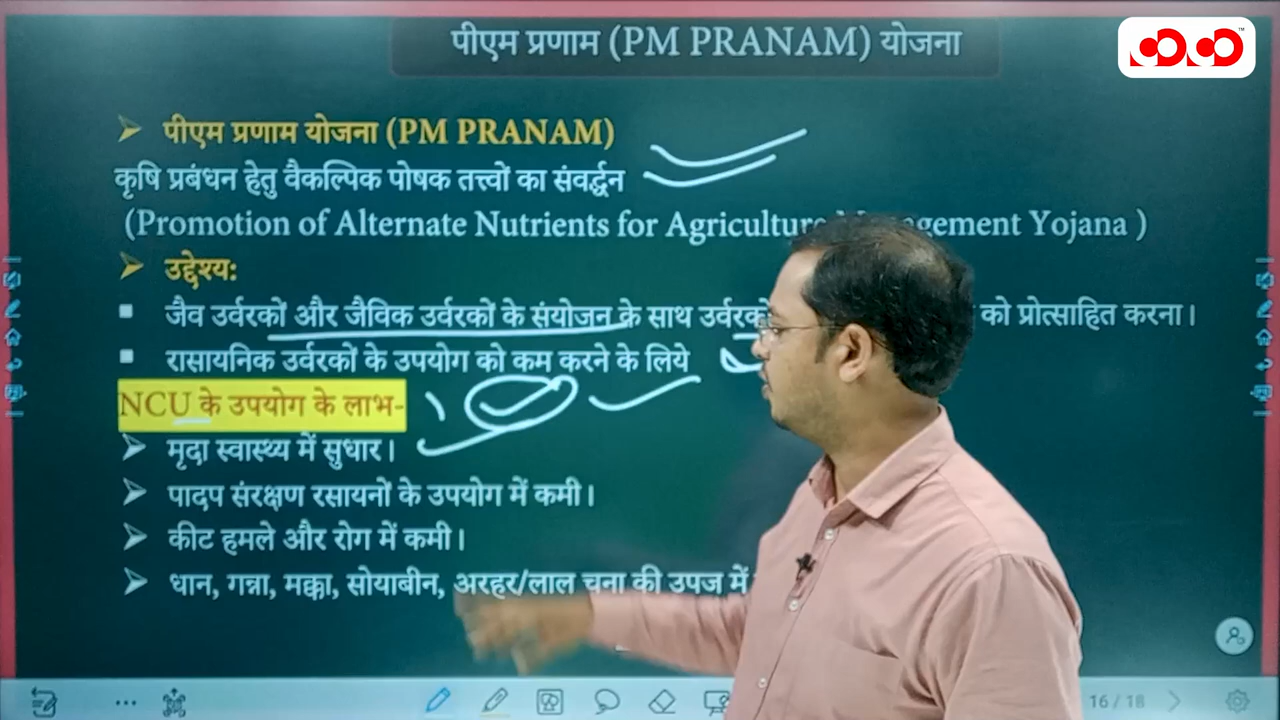 पीएम प्रणाम (PM PRANAM) योजना
पीएम प्रणाम योजना (PM PRANAM)
कृषि प्रबंधन हेतु वैकल्पिक पोषक तत्त्वों का संवर्द्धन
(Promotion of Alternate Nutrients for Agriculture Management Yojana )
उद्देश्य:
जैव उर्वरकों और जैविक उर्वरकों के संयोजन के साथ उर्वरकों को प्रोत्साहित करना।
रासायनिक उर्वरकों के उपयोग को कम करने के लिये
NCU के उपयोग के लाभ-
मृदा स्वास्थ्य में सुधार।
पादप संरक्षण रसायनों के उपयोग में कमी।
कीट हमले और रोग में कमी।
धान, गन्ना, मक्का, सोयाबीन, अरहर/लाल चना की उपज में
16 / 18